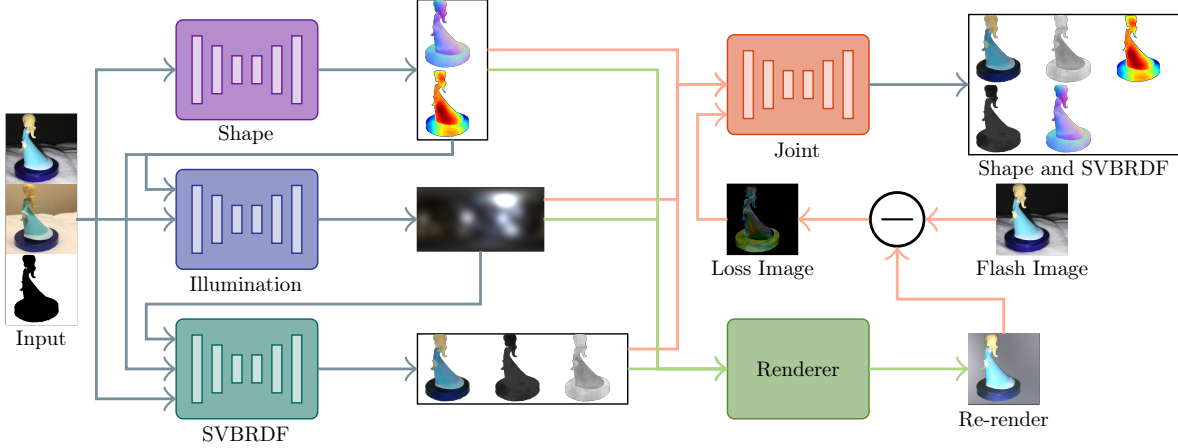 Shape
Joint
Shape and SVBRDF
Illumination
Loss Image
Flash Image
Input
Renderer
SVBRDF
Re-render